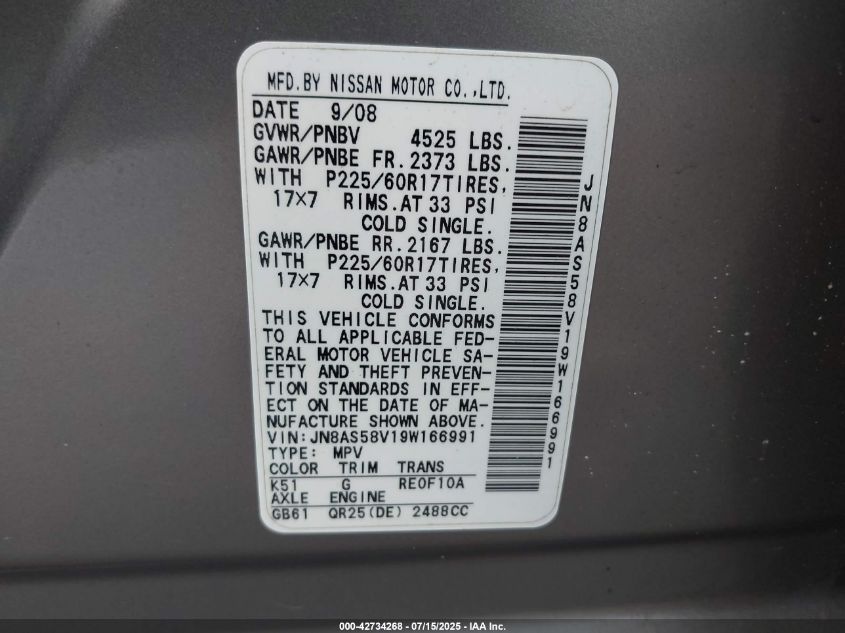 MFD.BY NISSAN MOTOR CO.,LTD.
DATE 9/08
GVWR/PNBV 4525 LBS.
GAWR/PNBE FR.2373 LBS.
WITH P225/60R17TIRES,
17×7 RIMS.AT 33 PSI
COLD SINGLE.
GAWR/PNBE RR.2167 LBS.
WITH P225/60R17TIRES,
17×7 RIMS.AT 33 PSI
COLD SINGLE.
THIS VEHICLE CONFORMS
TO ALL APPLICABLE FED-
ERAL MOTOR VEHICLE SA-
FETY AND THEFT PREVEN-
TION STANDARDS IN EFF-
ECT ON THE DATE OF MA-
NUFACTURE SHOWN ABOVE.
VIN:JN8AS58V19W166991
TYPE: MPV
COLOR TRIM TRANS
K51 G RE0F10A
AXLE ENGINE
GB61 QR25(DE) 2488CC
JN8AS58V19W166991
000-42734268 - 07/15/2025 - IAA Inc.